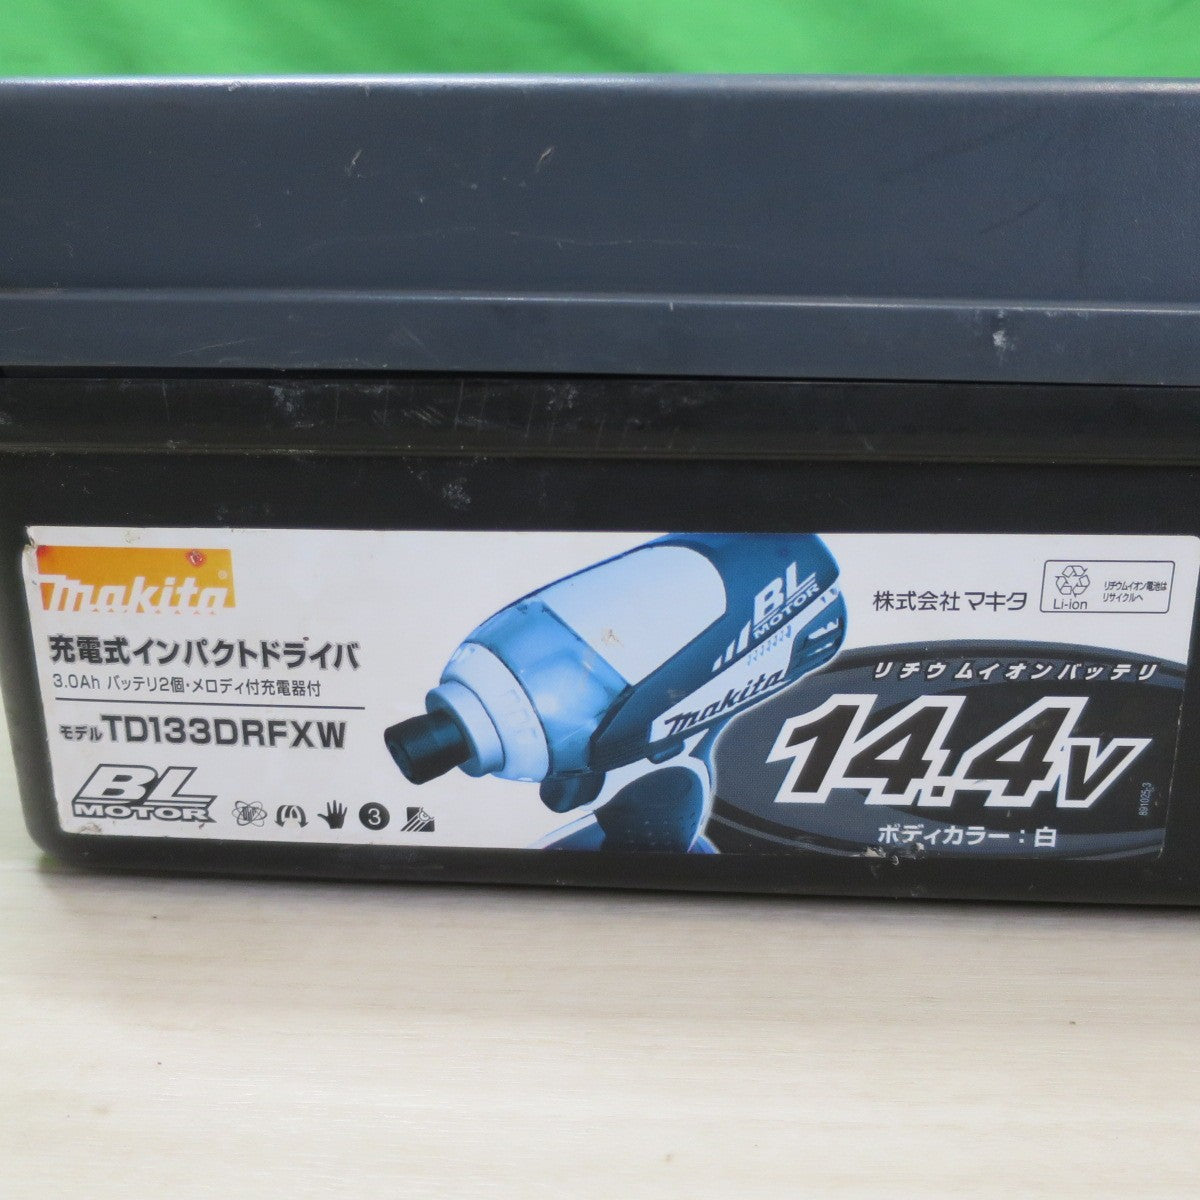 makita®
充電式インパクトドライバ
3.0Ah バッテリ2個・メロディ付充電器付
モデル TD133DRFXW
BL
MOTOR
3
BL
MOTOR
makita
株式会社 マキタ
Li-ion
リチウムイオン電池は
リサイクルへ
リチウムイオンバッテリ
14.4V
ボディカラー：白
891025-3